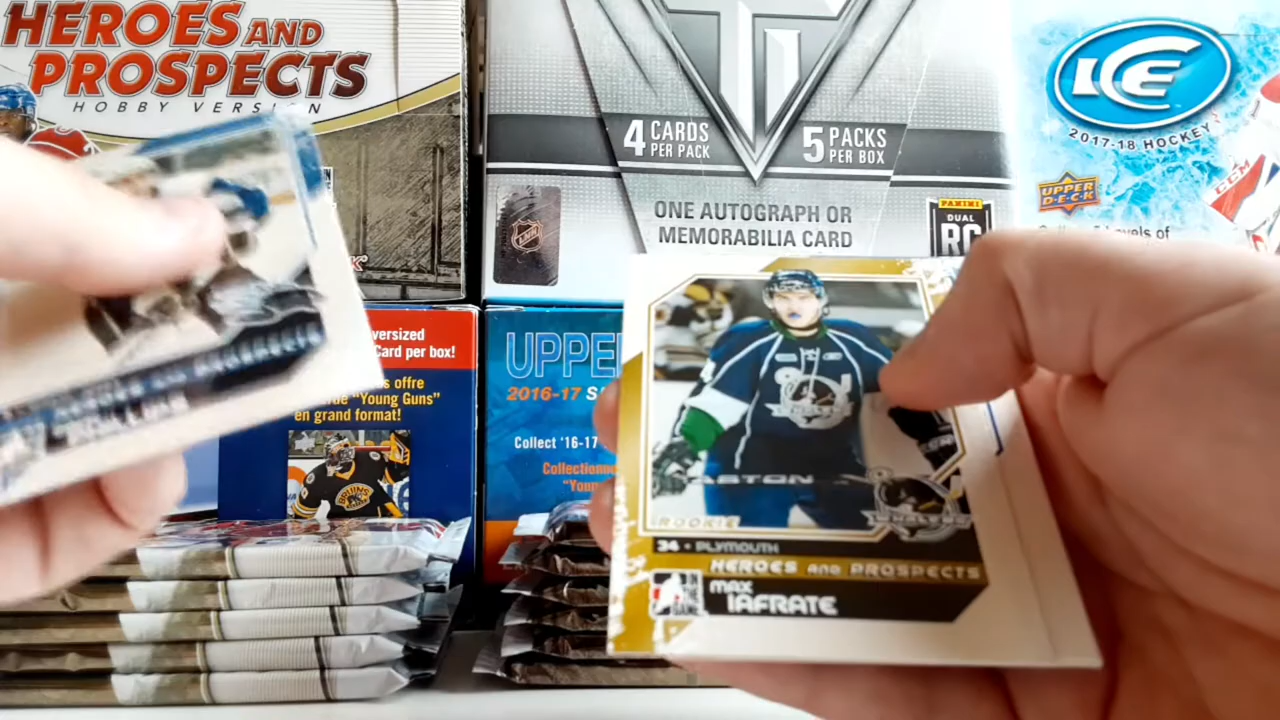 HEROES AND
PROSPECTS
HOBBY VERSION
4 CARDS
PER PACK
5 PACKS
PER BOX
ONE AUTOGRAPH OR
MEMORABILIA CARD
PANINI
DUAL
RC
ICE
2017-18 HOCKEY
UPPER
DECK
versized
Card per box!
offre
"Young Guns"
en grand format!
BRUINS
UPPE
2016-17 S
Collect '16-17
"Youn
EASTON
ROOKIE
34 • PLYMOUTH
HEROES AND PROSPECTS
MAX
IAFRATE